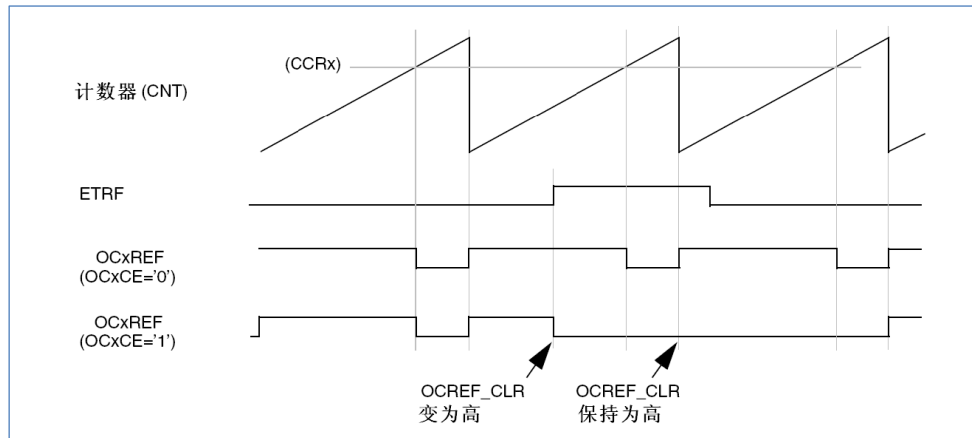 (CCRx)
计数器 (CNT)
ETRF
OCxREF
(OCxCE='0')
OCxREF
(OCxCE='1')
OCREF_CLR
变为高
OCREF_CLR
保持为高